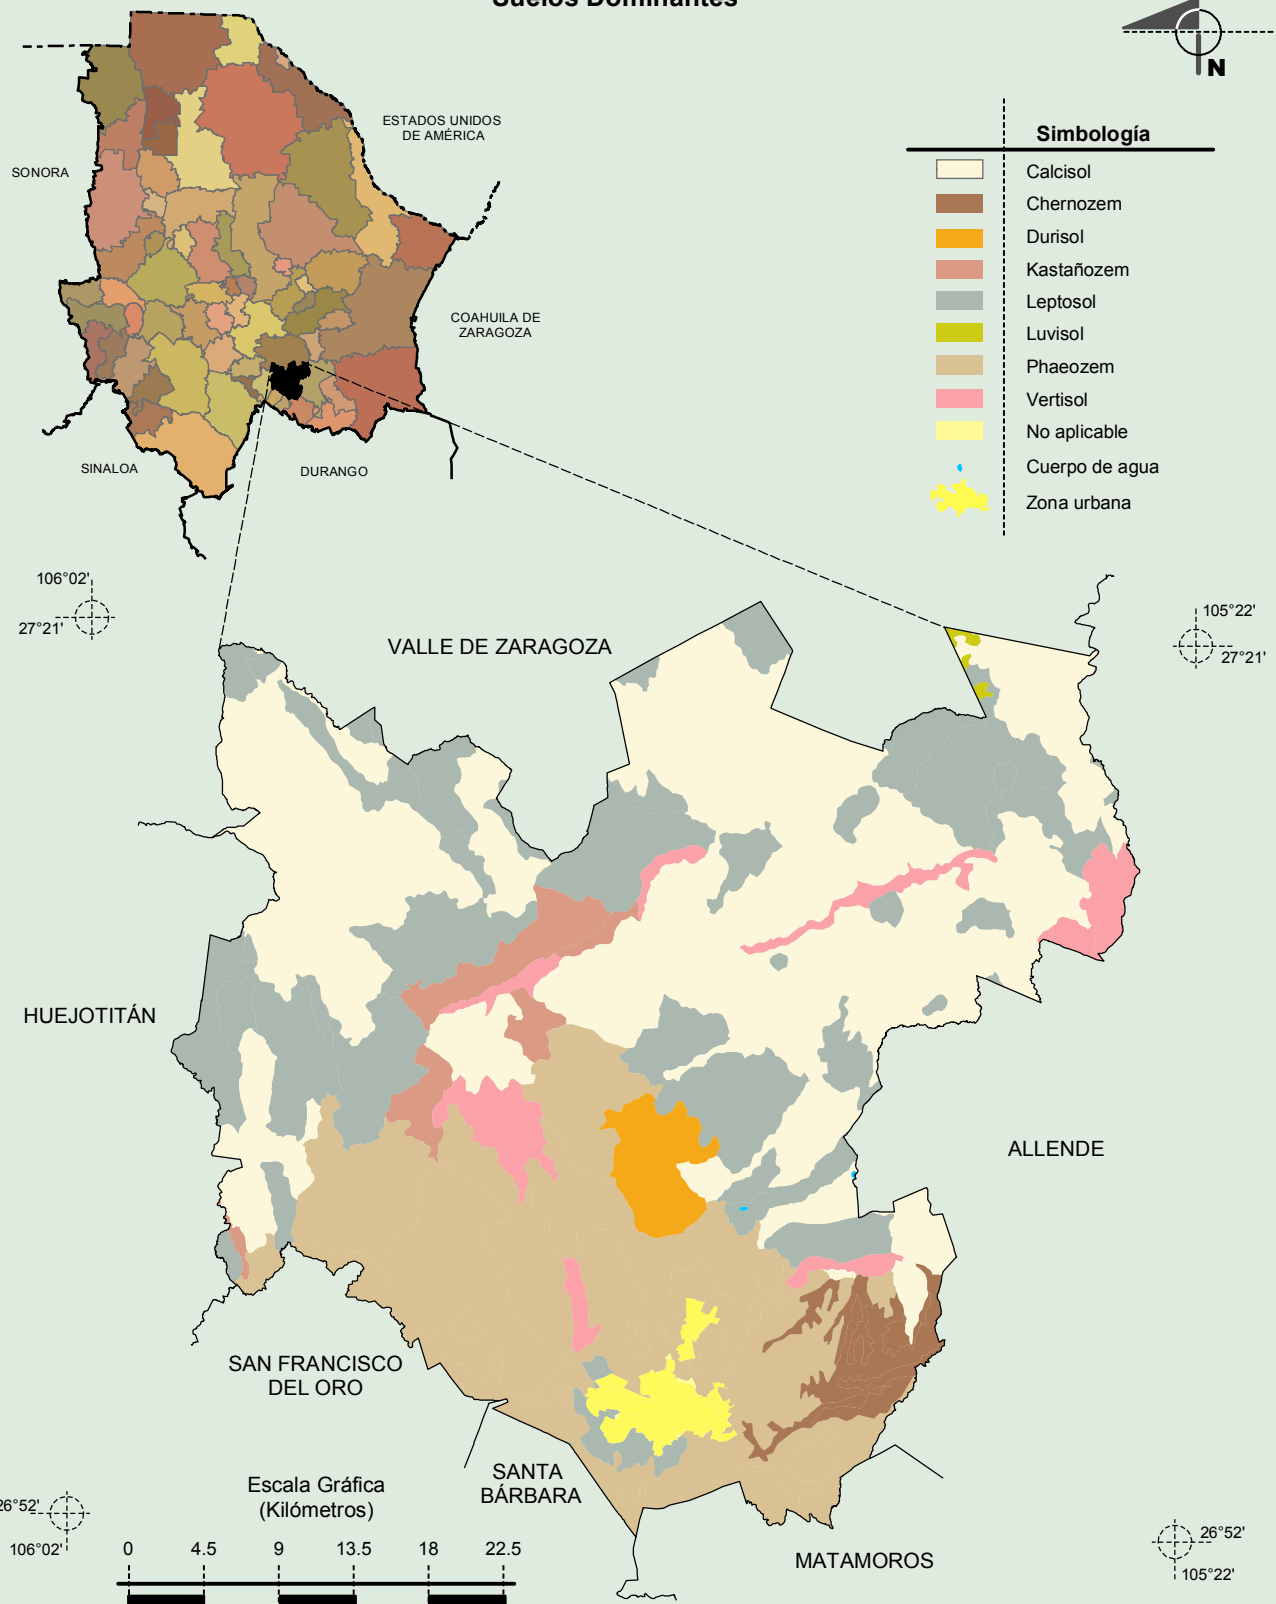 Suelos Dominantes
N
ESTADOS UNIDOS
DE AMÉRICA
SONORA
COAHUILA DE
ZARAGOZA
SINALOA
DURANGO
Simbología
Calcisol
Chernozem
Durisol
Kastañozem
Leptosol
Luvisol
Phaeozem
Vertisol
No aplicable
Cuerpo de agua
Zona urbana
106°02'
27°21'
105°22'
27°21'
VALLE DE ZARAGOZA
HUEJOTITÁN
ALLENDE
SAN FRANCISCO
DEL ORO
SANTA
BÁRBARA
MATAMOROS
Escala Gráfica
(Kilómetros)
0 4.5 9 13.5 18 22.5
26°52'
106°02'
26°52'
105°22'